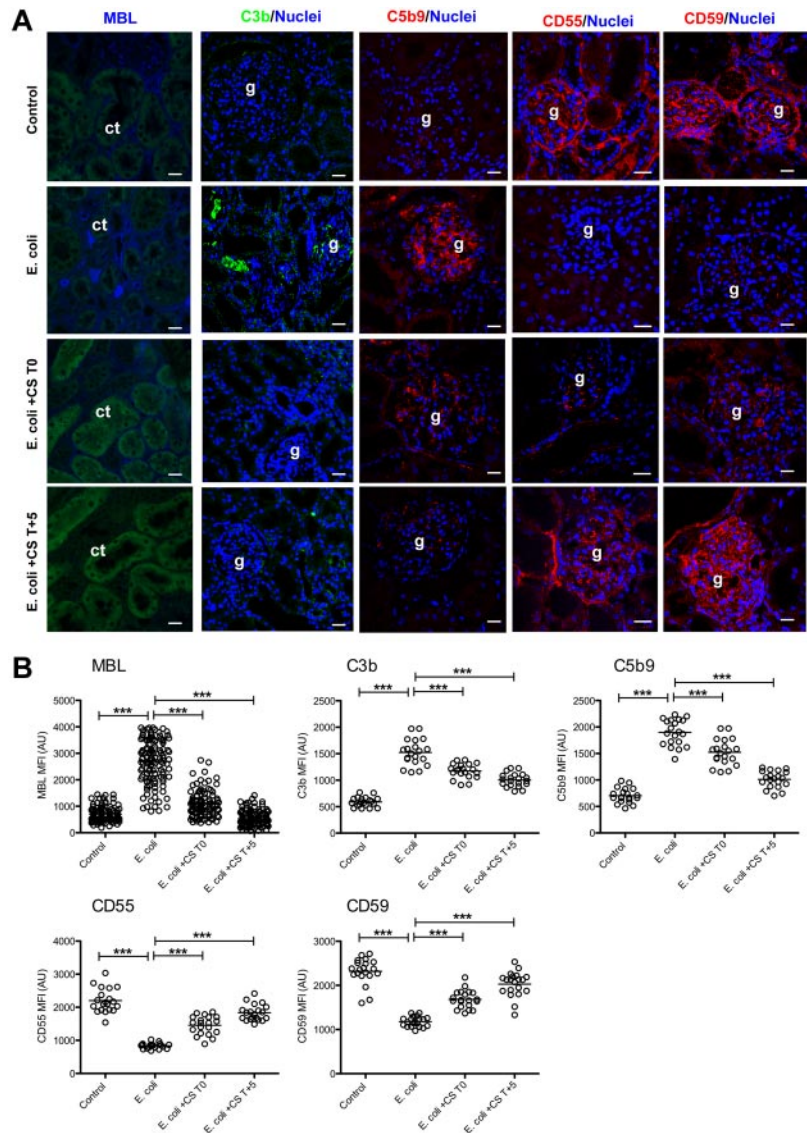 A
MBL
C3b/Nuclei
C5b9/Nuclei
CD55/Nuclei
CD59/Nuclei
Control
ct
g
g
g
g
E. coli
ct
g
g
g
g
E. coli +CS T0
ct
g
g
g
g
E. coli +CS T+5
ct
g
g
g
g
B
MBL
***
***
***
MBL MFI (AU)
5000
4000
3000
2000
1000
0
Control
E. coli
E. coli +CS T0
E. coli +CS T+5
C3b
***
***
***
C3b MFI (AU)
2500
2000
1500
1000
500
0
Control
E. coli
E. coli +CS T0
E. coli +CS T+5
C5b9
***
***
***
C5b9 MFI (AU)
2500
2000
1500
1000
500
0
Control
E. coli
E. coli +CS T0
E. coli +CS T+5
CD55
***
***
***
CD55 MFI (AU)
4000
3000
2000
1000
0
Control
E. coli
E. coli +CS T0
E. coli +CS T+5
CD59
***
***
***
CD59 MFI (AU)
3000
2000
1000
0
Control
E. coli
E. coli +CS T0
E. coli +CS T+5